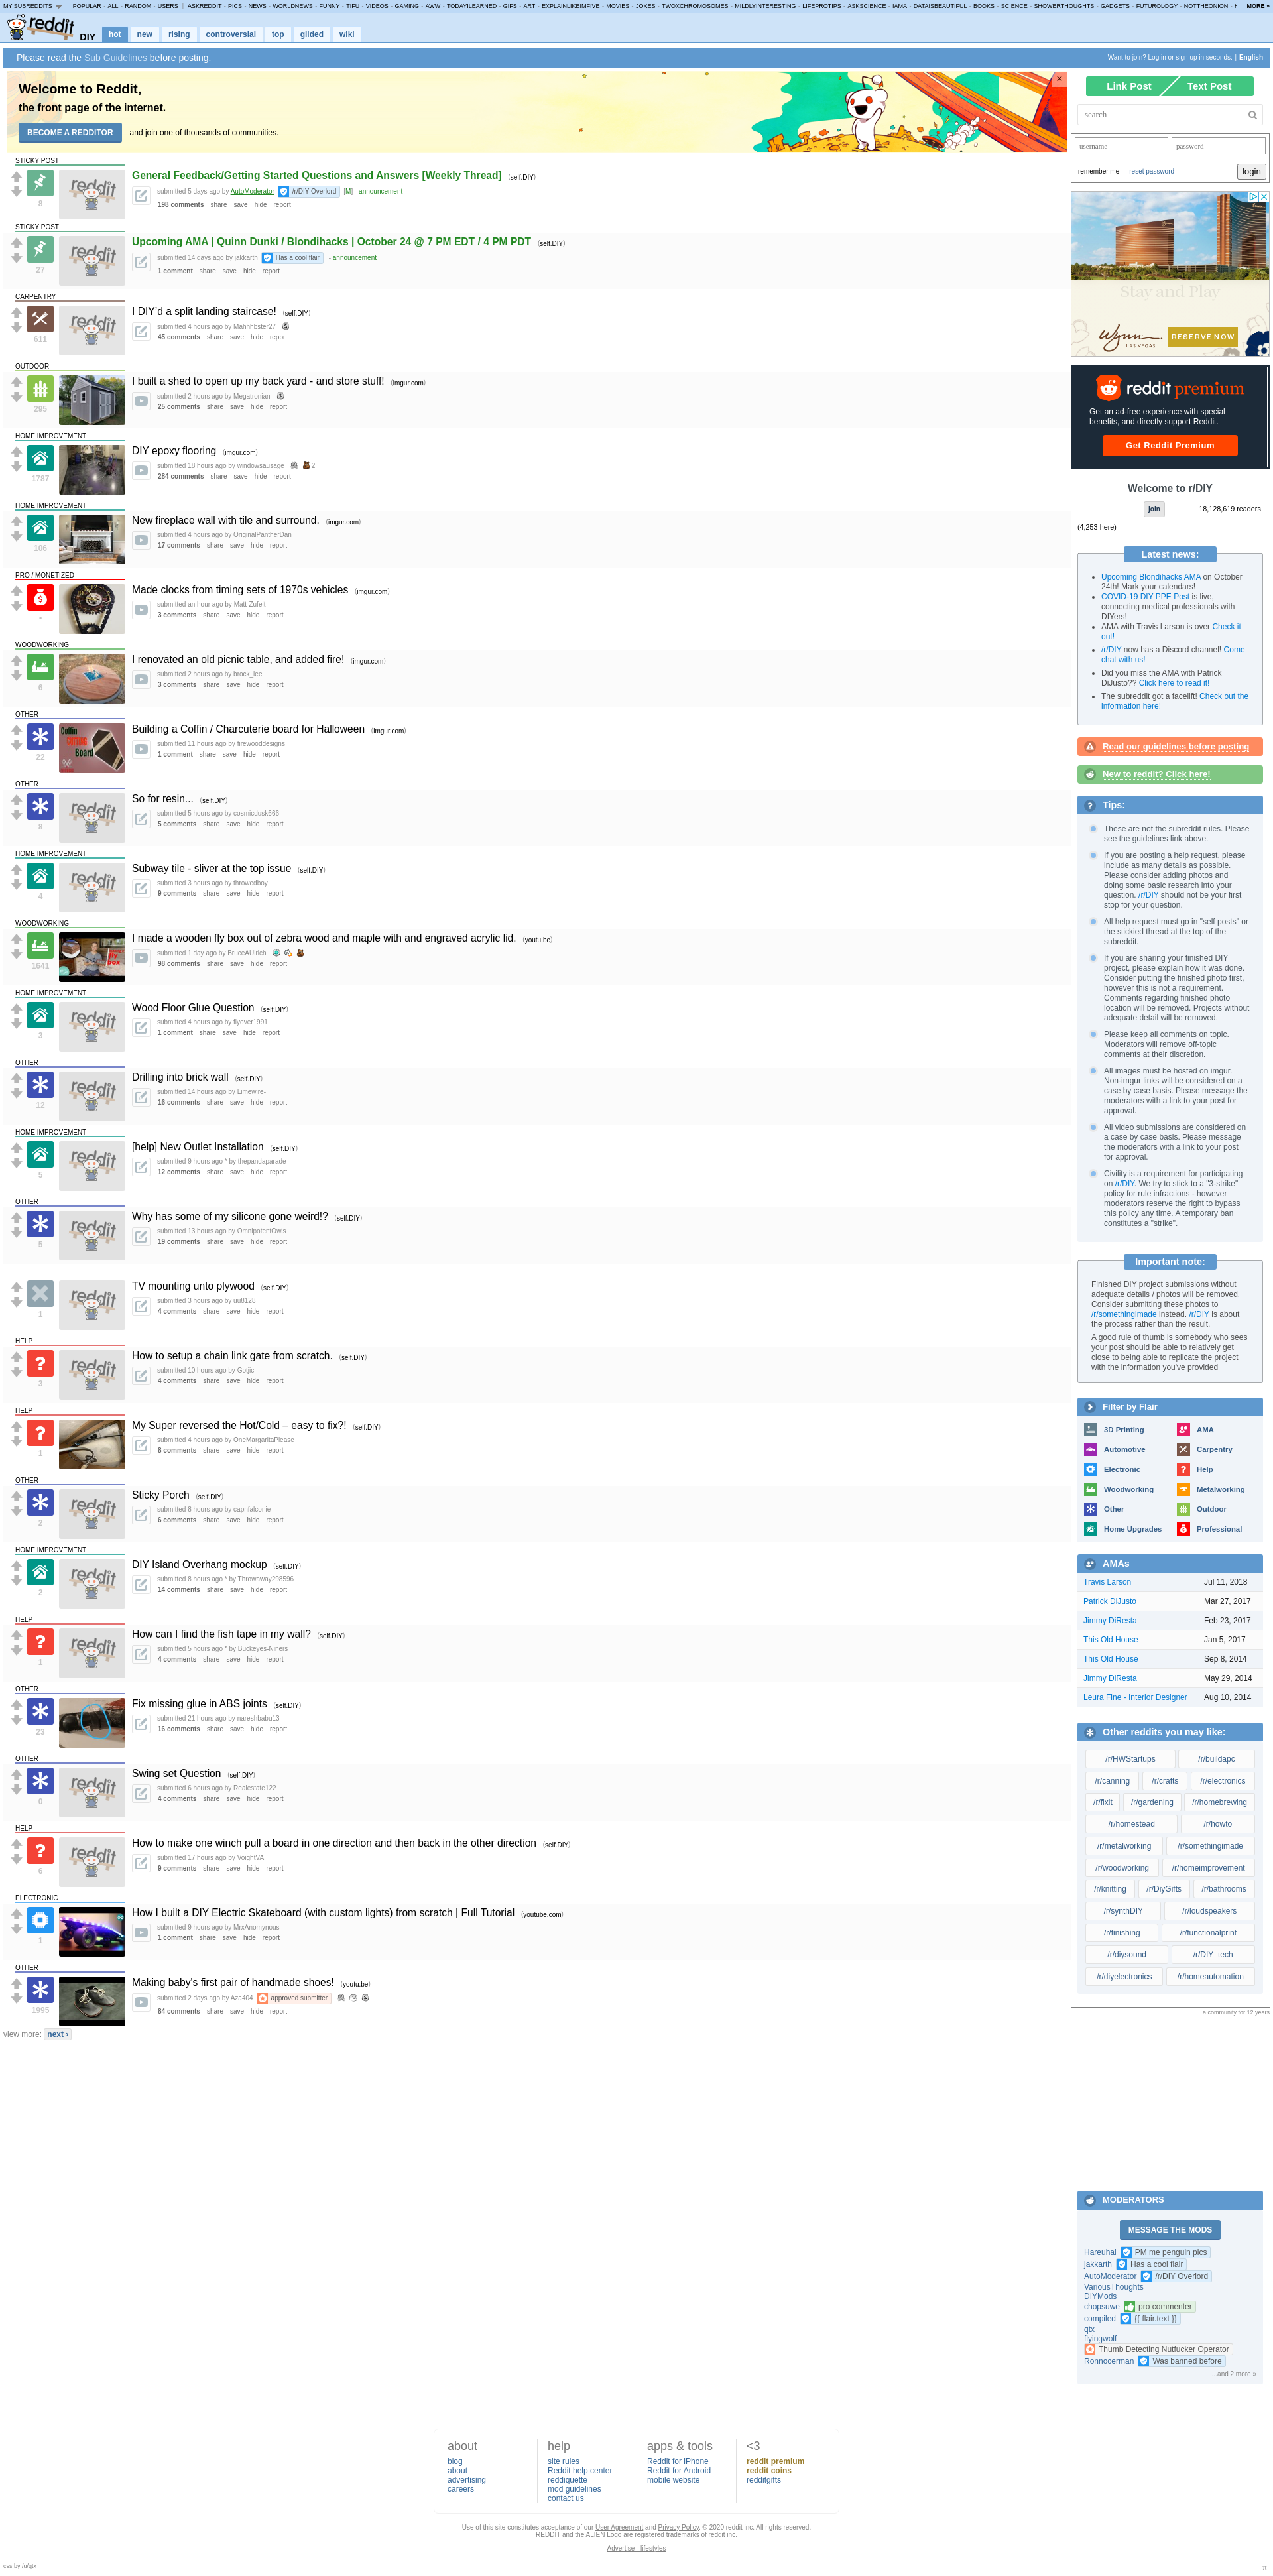 MY SUBREDDITS POPULAR - ALL - RANDOM - USERS | ASKREDDIT - PICS - NEWS - WORLDNEWS - FUNNY - TIFU - VIDEOS - GAMING - AWW - TODAYILEARNED - GIFS - ART - EXPLAINLIKEIMFIVE - MOVIES - JOKES - TWOXCHROMOSOMES - MILDLYINTERESTING - LIFEPROTIPS - ASKSCIENCE - IAMA - DATAISBEAUTIFUL - BOOKS - SCIENCE - SHOWERTHOUGHTS - GADGETS - FUTUROLOGY - NOTTHEONION MORE »
reddit DIY hot new rising controversial top gilded wiki
Please read the Sub Guidelines before posting.
Want to join? Log in or sign up in seconds. | English
Welcome to Reddit,
the front page of the internet.
BECOME A REDDITOR and join one of thousands of communities.
×
STICKY POST
8
General Feedback/Getting Started Questions and Answers [Weekly Thread] (self.DIY)
submitted 5 days ago by AutoModerator /r/DIY Overlord [M] - announcement
198 comments share save hide report
STICKY POST
27
Upcoming AMA | Quinn Dunki / Blondihacks | October 24 @ 7 PM EDT / 4 PM PDT (self.DIY)
submitted 14 days ago by jakkarth Has a cool flair - announcement
1 comment share save hide report
CARPENTRY
611
I DIY'd a split landing staircase! (self.DIY)
submitted 4 hours ago by Mahhhbster27
45 comments share save hide report
OUTDOOR
295
I built a shed to open up my back yard - and store stuff! (imgur.com)
submitted 2 hours ago by Megatronian
25 comments share save hide report
HOME IMPROVEMENT
1787
DIY epoxy flooring (imgur.com)
submitted 18 hours ago by windowsausage 2
284 comments share save hide report
HOME IMPROVEMENT
106
New fireplace wall with tile and surround. (imgur.com)
submitted 4 hours ago by OriginalPantherDan
17 comments share save hide report
PRO / MONETIZED
•
Made clocks from timing sets of 1970s vehicles (imgur.com)
submitted an hour ago by Matt-Zufelt
3 comments share save hide report
WOODWORKING
6
I renovated an old picnic table, and added fire! (imgur.com)
submitted 2 hours ago by brock_lee
3 comments share save hide report
OTHER
22
Coffin
Board
Building a Coffin / Charcuterie board for Halloween (imgur.com)
submitted 11 hours ago by firewooddesigns
1 comment share save hide report
OTHER
8
So for resin... (self.DIY)
submitted 5 hours ago by cosmicdusk666
5 comments share save hide report
HOME IMPROVEMENT
4
Subway tile - sliver at the top issue (self.DIY)
submitted 3 hours ago by throwedboy
9 comments share save hide report
WOODWORKING
1641
I made a wooden fly box out of zebra wood and maple with and engraved acrylic lid. (youtu.be)
submitted 1 day ago by BruceAUlrich
98 comments share save hide report
HOME IMPROVEMENT
3
Wood Floor Glue Question (self.DIY)
submitted 4 hours ago by flyover1991
1 comment share save hide report
OTHER
12
Drilling into brick wall (self.DIY)
submitted 14 hours ago by Limewire-
16 comments share save hide report
HOME IMPROVEMENT
5
[help] New Outlet Installation (self.DIY)
submitted 9 hours ago * by thepandaparade
12 comments share save hide report
OTHER
5
Why has some of my silicone gone weird!? (self.DIY)
submitted 13 hours ago by OmnipotentOwls
19 comments share save hide report
1
TV mounting unto plywood (self.DIY)
submitted 3 hours ago by uu8128
4 comments share save hide report
HELP
3
How to setup a chain link gate from scratch. (self.DIY)
submitted 10 hours ago by Gotjic
4 comments share save hide report
HELP
1
My Super reversed the Hot/Cold – easy to fix?! (self.DIY)
submitted 4 hours ago by OneMargaritaPlease
8 comments share save hide report
OTHER
2
Sticky Porch (self.DIY)
submitted 8 hours ago by capnfalconie
6 comments share save hide report
HOME IMPROVEMENT
2
DIY Island Overhang mockup (self.DIY)
submitted 8 hours ago * by Throwaway298596
14 comments share save hide report
HELP
1
How can I find the fish tape in my wall? (self.DIY)
submitted 5 hours ago * by Buckeyes-Niners
4 comments share save hide report
OTHER
23
Fix missing glue in ABS joints (self.DIY)
submitted 21 hours ago by nareshbabu13
16 comments share save hide report
OTHER
0
Swing set Question (self.DIY)
submitted 6 hours ago by Realestate122
4 comments share save hide report
HELP
6
How to make one winch pull a board in one direction and then back in the other direction (self.DIY)
submitted 17 hours ago by VoightVA
9 comments share save hide report
ELECTRONIC
1
How I built a DIY Electric Skateboard (with custom lights) from scratch | Full Tutorial (youtube.com)
submitted 9 hours ago by MrxAnomynous
1 comment share save hide report
OTHER
1995
Making baby's first pair of handmade shoes! (youtu.be)
submitted 2 days ago by Aza404 approved submitter
84 comments share save hide report
view more: next ›
Link Post Text Post
search
username password
remember me reset password login
Stay and Play
Wynn
LAS VEGAS
RESERVE NOW
reddit premium
Get an ad-free experience with special
benefits, and directly support Reddit.
Get Reddit Premium
Welcome to r/DIY
join 18,128,619 readers
(4,253 here)
Latest news:
Upcoming Blondihacks AMA on October
24th! Mark your calendars!
COVID-19 DIY PPE Post is live,
connecting medical professionals with
DIYers!
AMA with Travis Larson is over Check it
out!
/r/DIY now has a Discord channel! Come
chat with us!
Did you miss the AMA with Patrick
DiJusto?? Click here to read it!
The subreddit got a facelift! Check out the
information here!
Read our guidelines before posting
New to reddit? Click here!
Tips:
These are not the subreddit rules. Please
see the guidelines link above.
If you are posting a help request, please
include as many details as possible.
Please consider adding photos and
doing some basic research into your
question. /r/DIY should not be your first
stop for your question.
All help request must go in "self posts" or
the stickied thread at the top of the
subreddit.
If you are sharing your finished DIY
project, please explain how it was done.
Consider putting the finished photo first,
however this is not a requirement.
Comments regarding finished photo
location will be removed. Projects without
adequate detail will be removed.
Please keep all comments on topic.
Moderators will remove off-topic
comments at their discretion.
All images must be hosted on imgur.
Non-imgur links will be considered on a
case by case basis. Please message the
moderators with a link to your post for
approval.
All video submissions are considered on
a case by case basis. Please message
the moderators with a link to your post
for approval.
Civility is a requirement for participating
on /r/DIY. We try to stick to a "3-strike"
policy for rule infractions - however
moderators reserve the right to bypass
this policy any time. A temporary ban
constitutes a "strike".
Important note:
Finished DIY project submissions without
adequate details / photos will be removed.
Consider submitting these photos to
/r/somethingimade instead. /r/DIY is about
the process rather than the result.
A good rule of thumb is somebody who sees
your post should be able to relatively get
close to being able to replicate the project
with the information you've provided
Filter by Flair
3D Printing AMA
Automotive Carpentry
Electronic Help
Woodworking Metalworking
Other Outdoor
Home Upgrades Professional
AMAs
Travis Larson Jul 11, 2018
Patrick DiJusto Mar 27, 2017
Jimmy DiResta Feb 23, 2017
This Old House Jan 5, 2017
This Old House Sep 8, 2014
Jimmy DiResta May 29, 2014
Leura Fine - Interior Designer Aug 10, 2014
Other reddits you may like:
/r/HWStartups /r/buildapc
/r/canning /r/crafts /r/electronics
/r/fixit /r/gardening /r/homebrewing
/r/homestead /r/howto
/r/metalworking /r/somethingimade
/r/woodworking /r/homeimprovement
/r/knitting /r/DiyGifts /r/bathrooms
/r/synthDIY /r/loudspeakers
/r/finishing /r/functionalprint
/r/diysound /r/DIY_tech
/r/diyelectronics /r/homeautomation
a community for 12 years
MODERATORS
MESSAGE THE MODS
Hareuhal PM me penguin pics
jakkarth Has a cool flair
AutoModerator /r/DIY Overlord
VariousThoughts
DIYMods
chopsuwe pro commenter
compiled {{ flair.text }}
qtx
flyingwolf
Thumb Detecting Nutfucker Operator
Ronnocerman Was banned before
...and 2 more »
about help apps & tools <3
blog site rules Reddit for iPhone reddit premium
about Reddit help center Reddit for Android reddit coins
advertising reddiquette mobile website redditgifts
careers mod guidelines
contact us
Use of this site constitutes acceptance of our User Agreement and Privacy Policy. © 2020 reddit inc. All rights reserved.
REDDIT and the ALIEN Logo are registered trademarks of reddit inc.
Advertise - lifestyles
css by /u/qtx
π